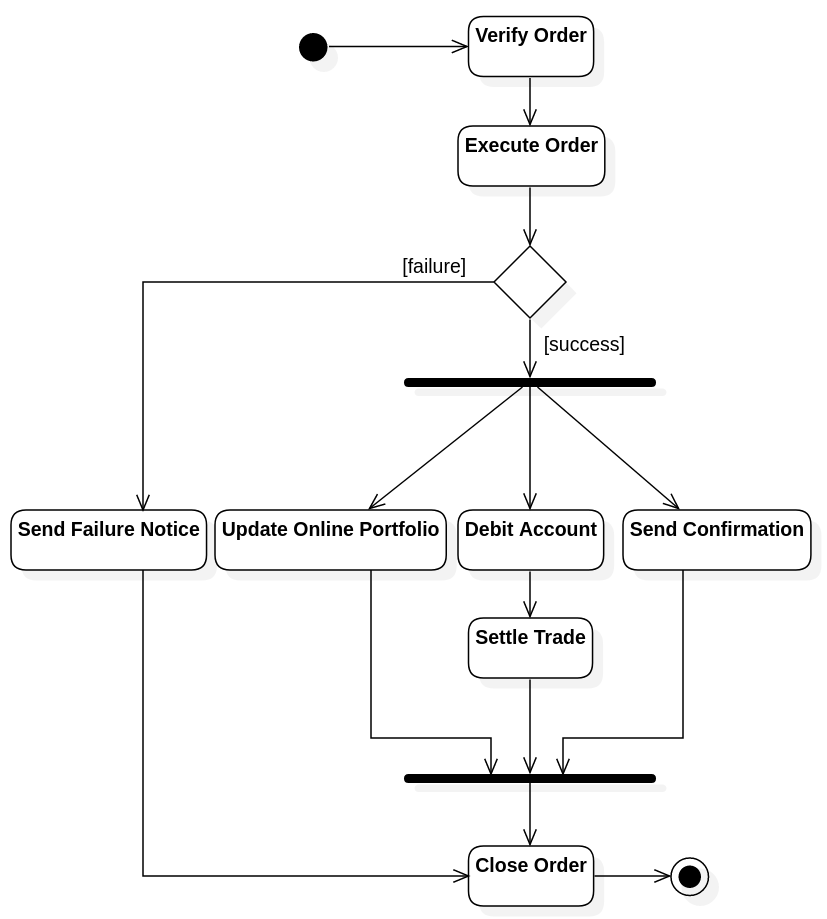 Verify Order
Execute Order
[failure]
[success]
Send Failure Notice
Update Online Portfolio
Debit Account
Send Confirmation
Settle Trade
Close Order